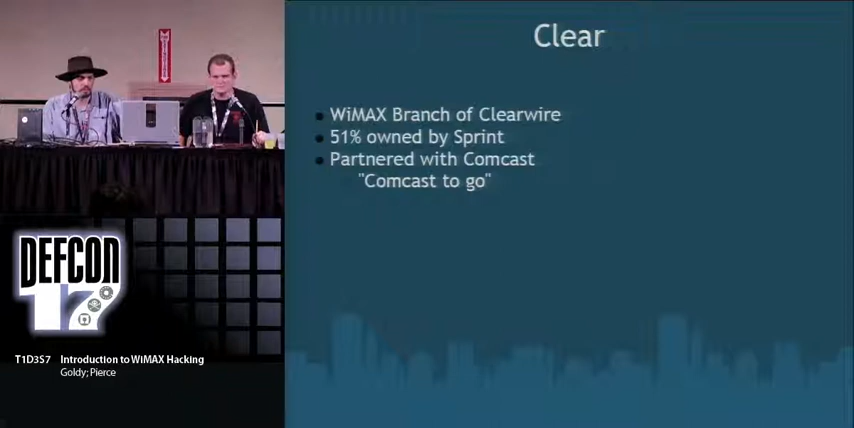 Clear
WiMAX Branch of Clearwire
51% owned by Sprint
Partnered with Comcast
"Comcast to go"
DEFCON
17
T1D3S7 Introduction to WiMAX Hacking
Goldy; Pierce